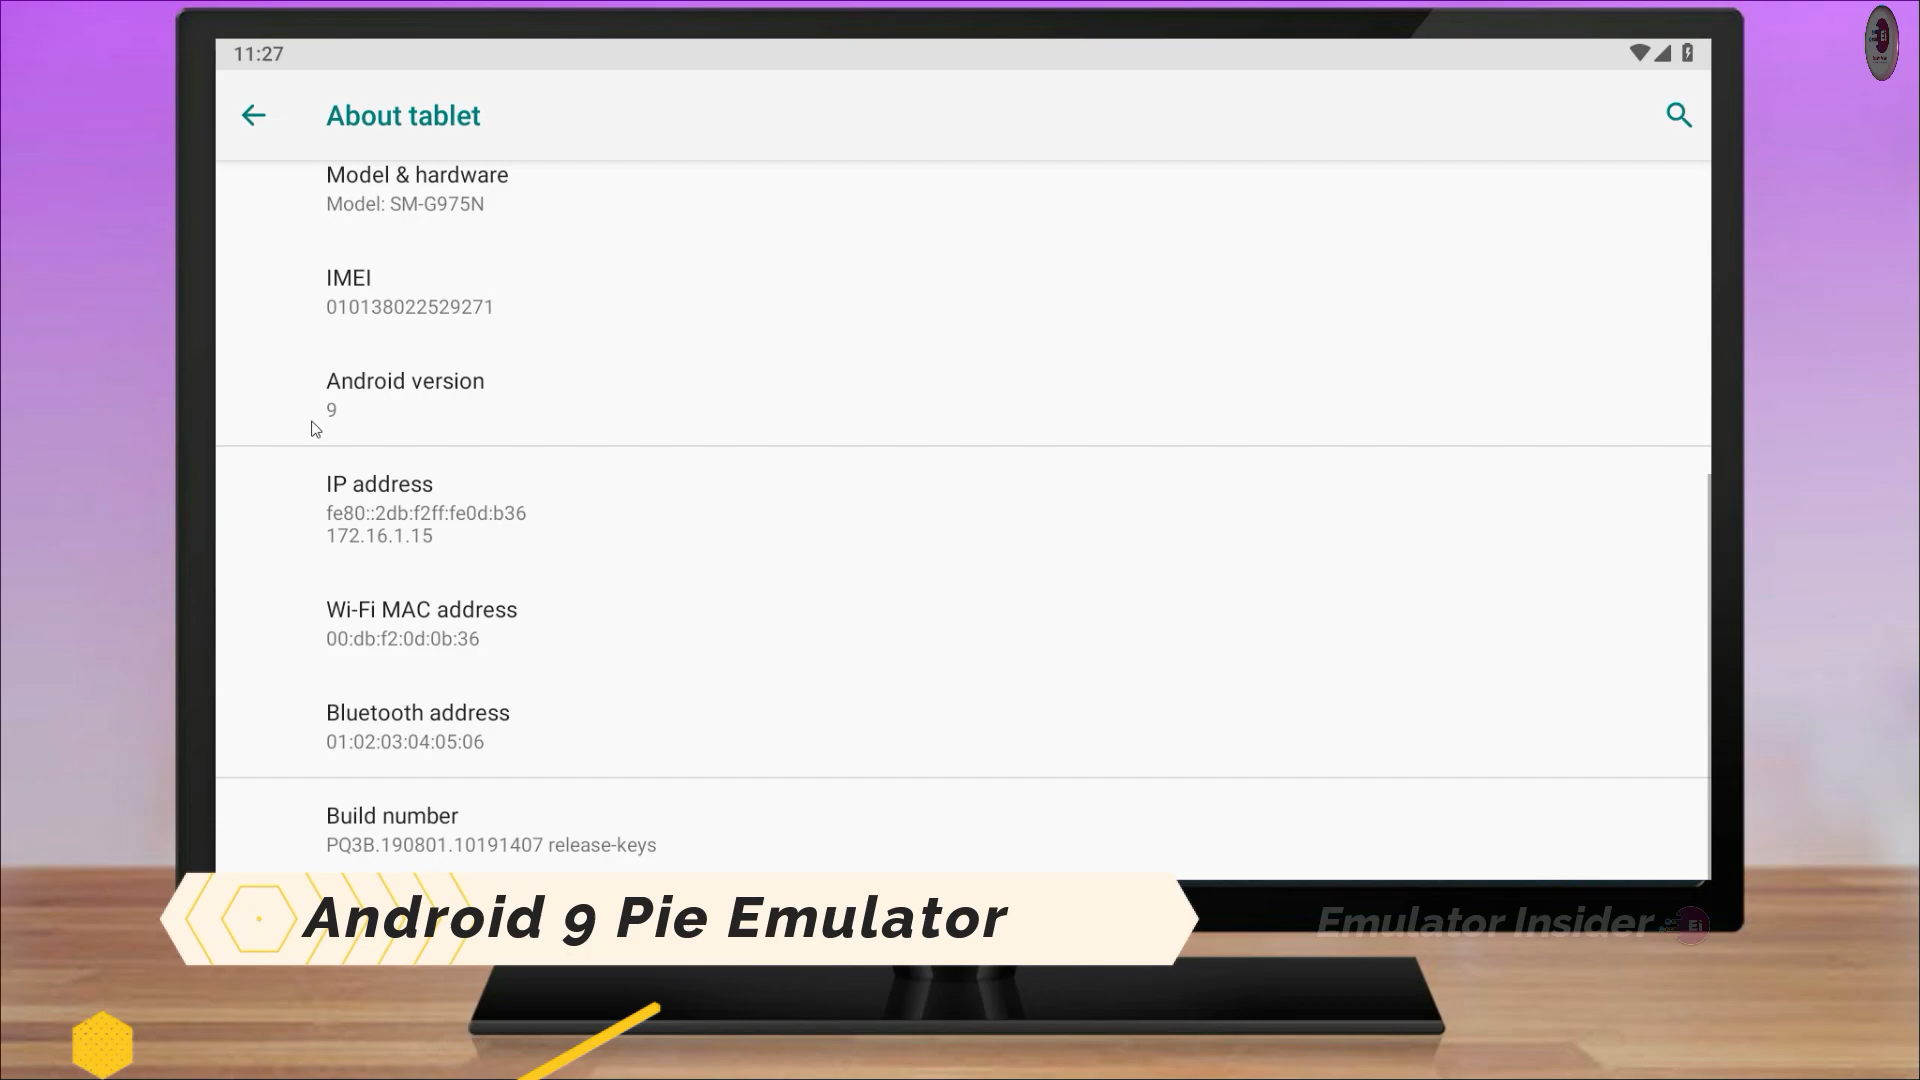 11:27
About tablet
Model & hardware
Model: SM-G975N
IMEI
010138022529271
Android version
9
IP address
fe80::2db:f2ff:fe0d:b36
172.16.1.15
Wi-Fi MAC address
00:db:f2:0d:0b:36
Bluetooth address
01:02:03:04:05:06
Build number
PQ3B.190801.10191407 release-keys
Android 9 Pie Emulator
Emulator Insider
Ei
Ei